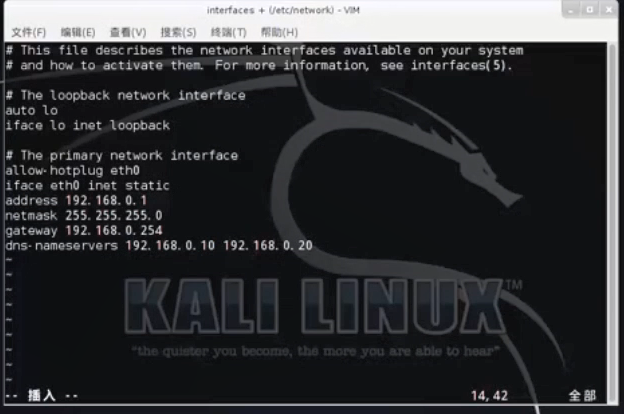 interfaces + (/etc/network) - VIM
文件(F) 编辑(E) 查看(V) 搜索(S) 终端(T) 帮助(H)
# This file describes the network interfaces available on your system
# and how to activate them. For more information, see interfaces(5).
# The loopback network interface
auto lo
iface lo inet loopback
# The primary network interface
allow-hotplug eth0
iface eth0 inet static
address 192.168.0.1
netmask 255.255.255.0
gateway 192.168.0.254
dns-nameservers 192.168.0.10 192.168.0.20
~
~
~
~
~
~
~
~
~
KALI LINUX™
"the quieter you become, the more you are able to hear"
-- 插入 -- 14,42 全部